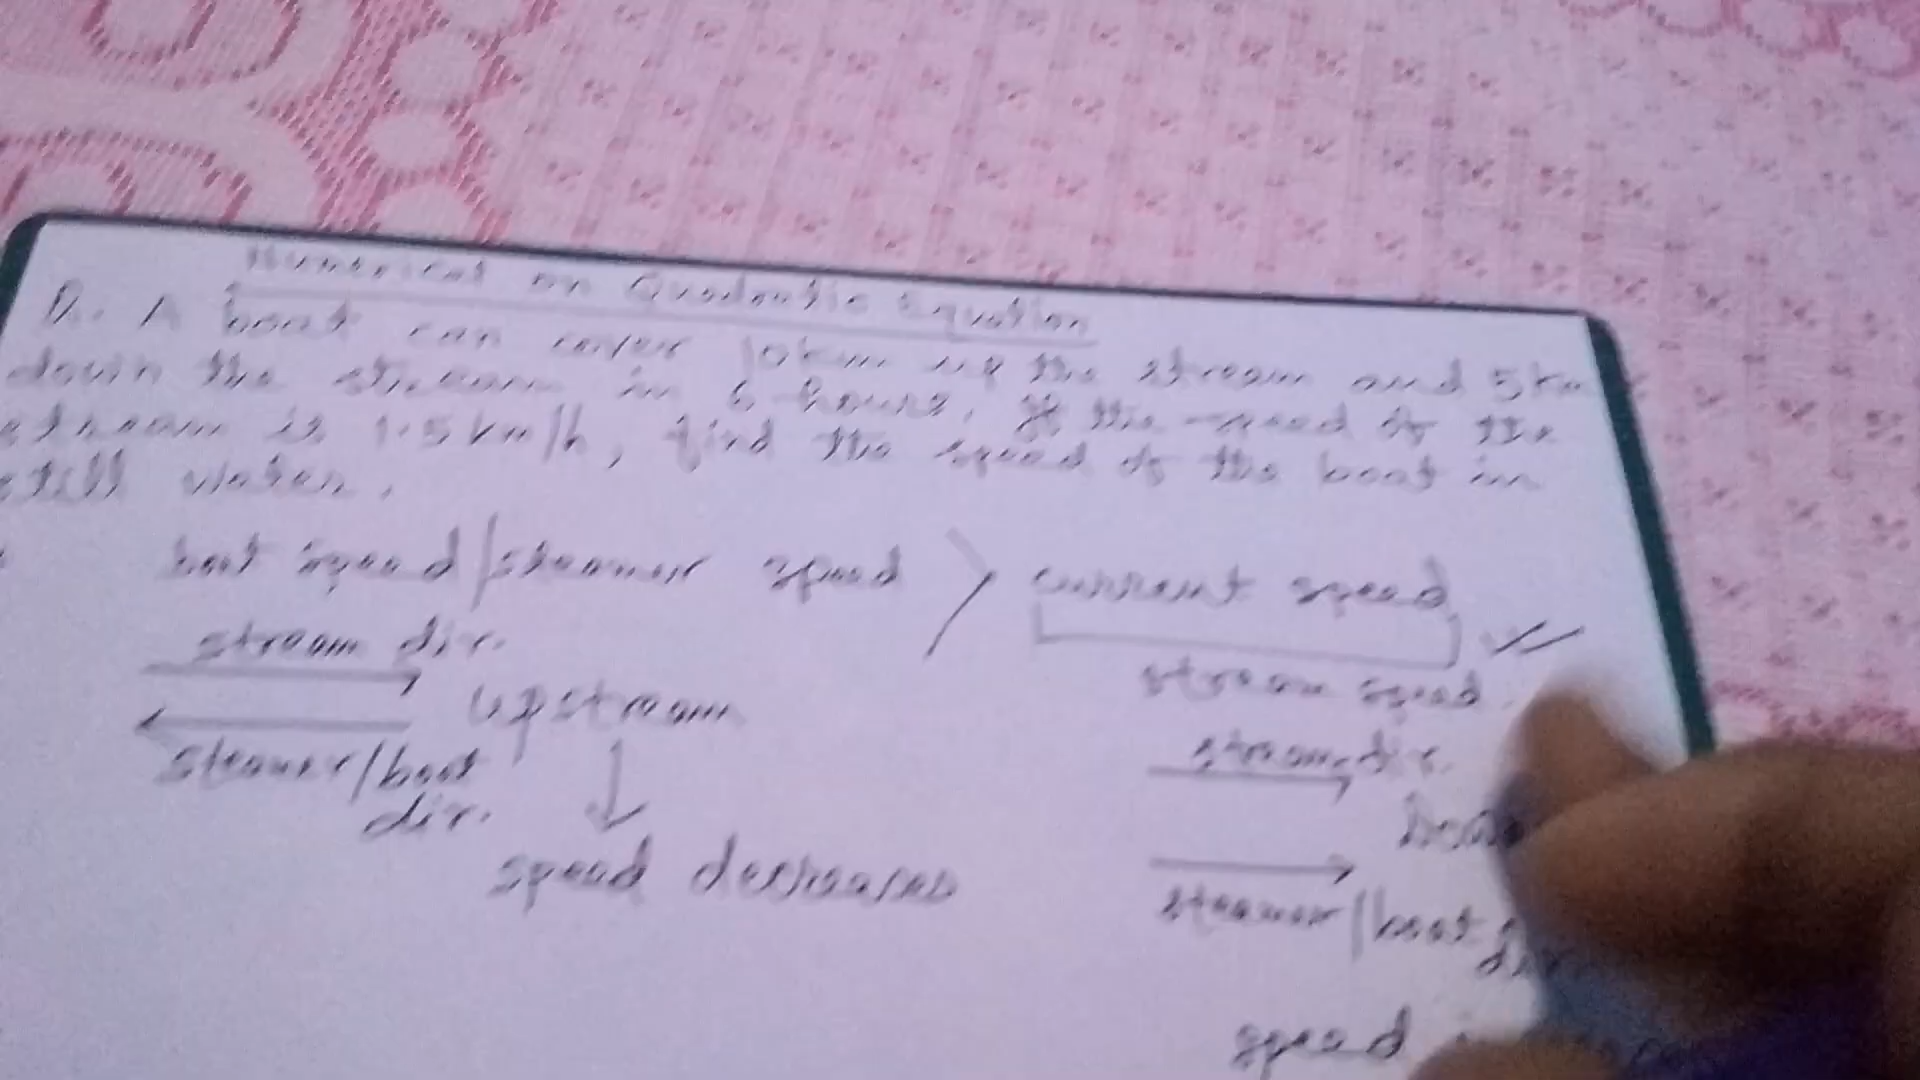 Numerical on Quadratic Equation
Q. A boat can cover 10km up the stream and 5km
down the stream in 6 hours. If the speed of the
stream is 1.5km/h, find the speed of the boat in
still water.
boat speed/steamer speed > current speed
stream speed
stream dir.
upstream
steamer/boat
dir.
speed decreases
stream dir.
steamer/boat
dir.
speed